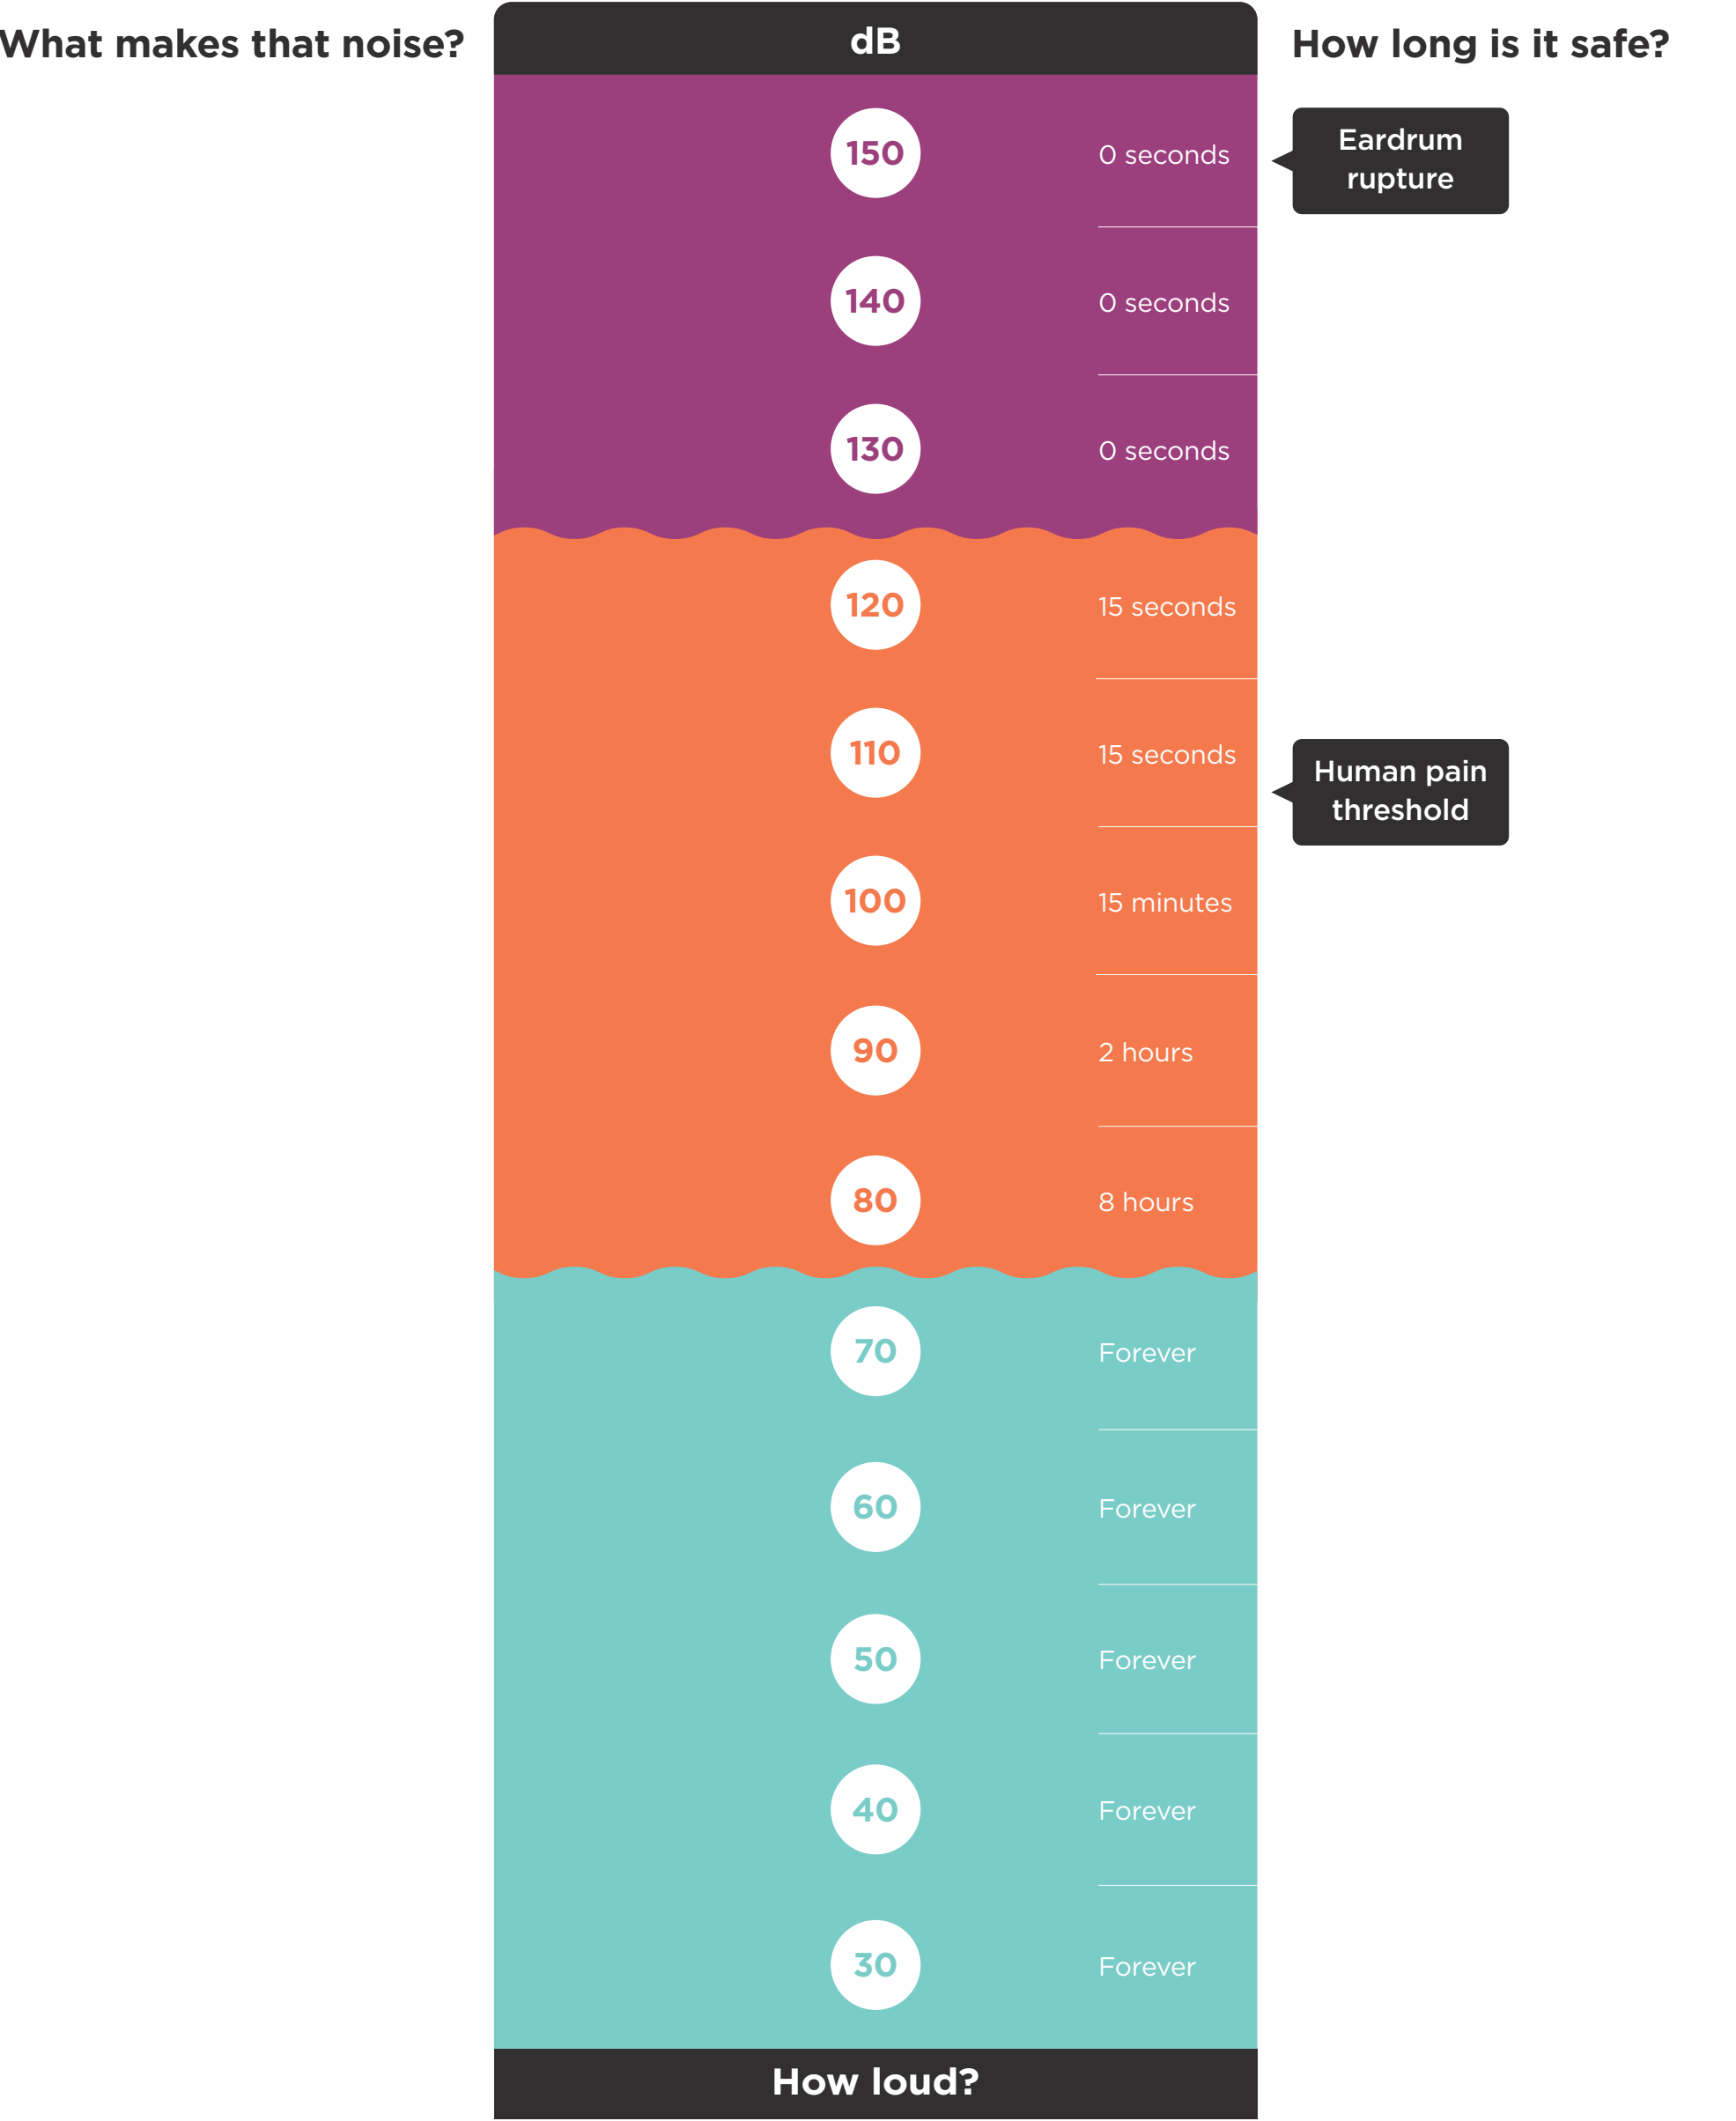 What makes that noise?
dB
How long is it safe?
150
0 seconds
Eardrum
rupture
140
0 seconds
130
0 seconds
120
15 seconds
110
15 seconds
Human pain
threshold
100
15 minutes
90
2 hours
80
8 hours
70
Forever
60
Forever
50
Forever
40
Forever
30
Forever
How loud?